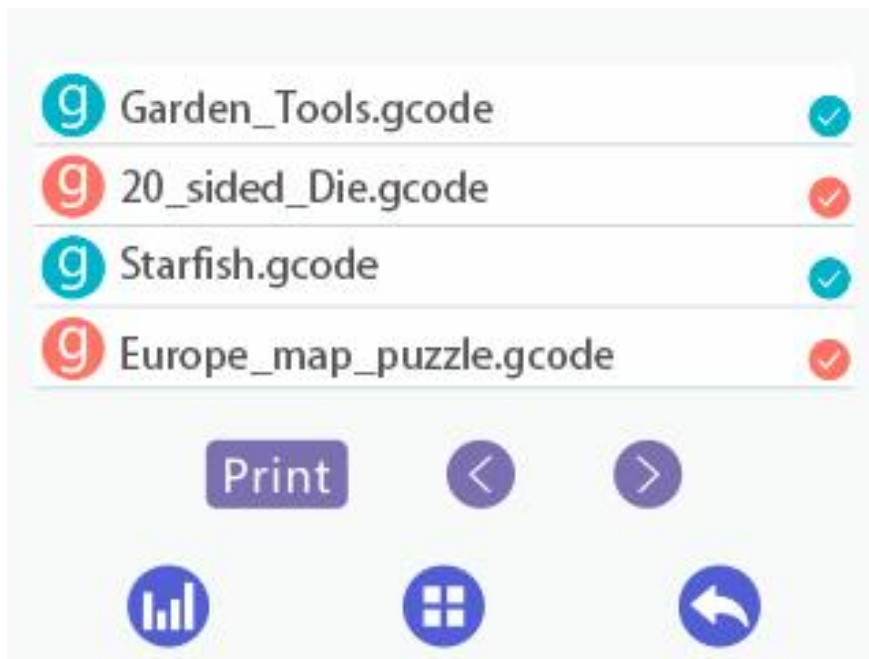 g Garden_Tools.gcode
g 20_sided_Die.gcode
g Starfish.gcode
g Europe_map_puzzle.gcode
Print